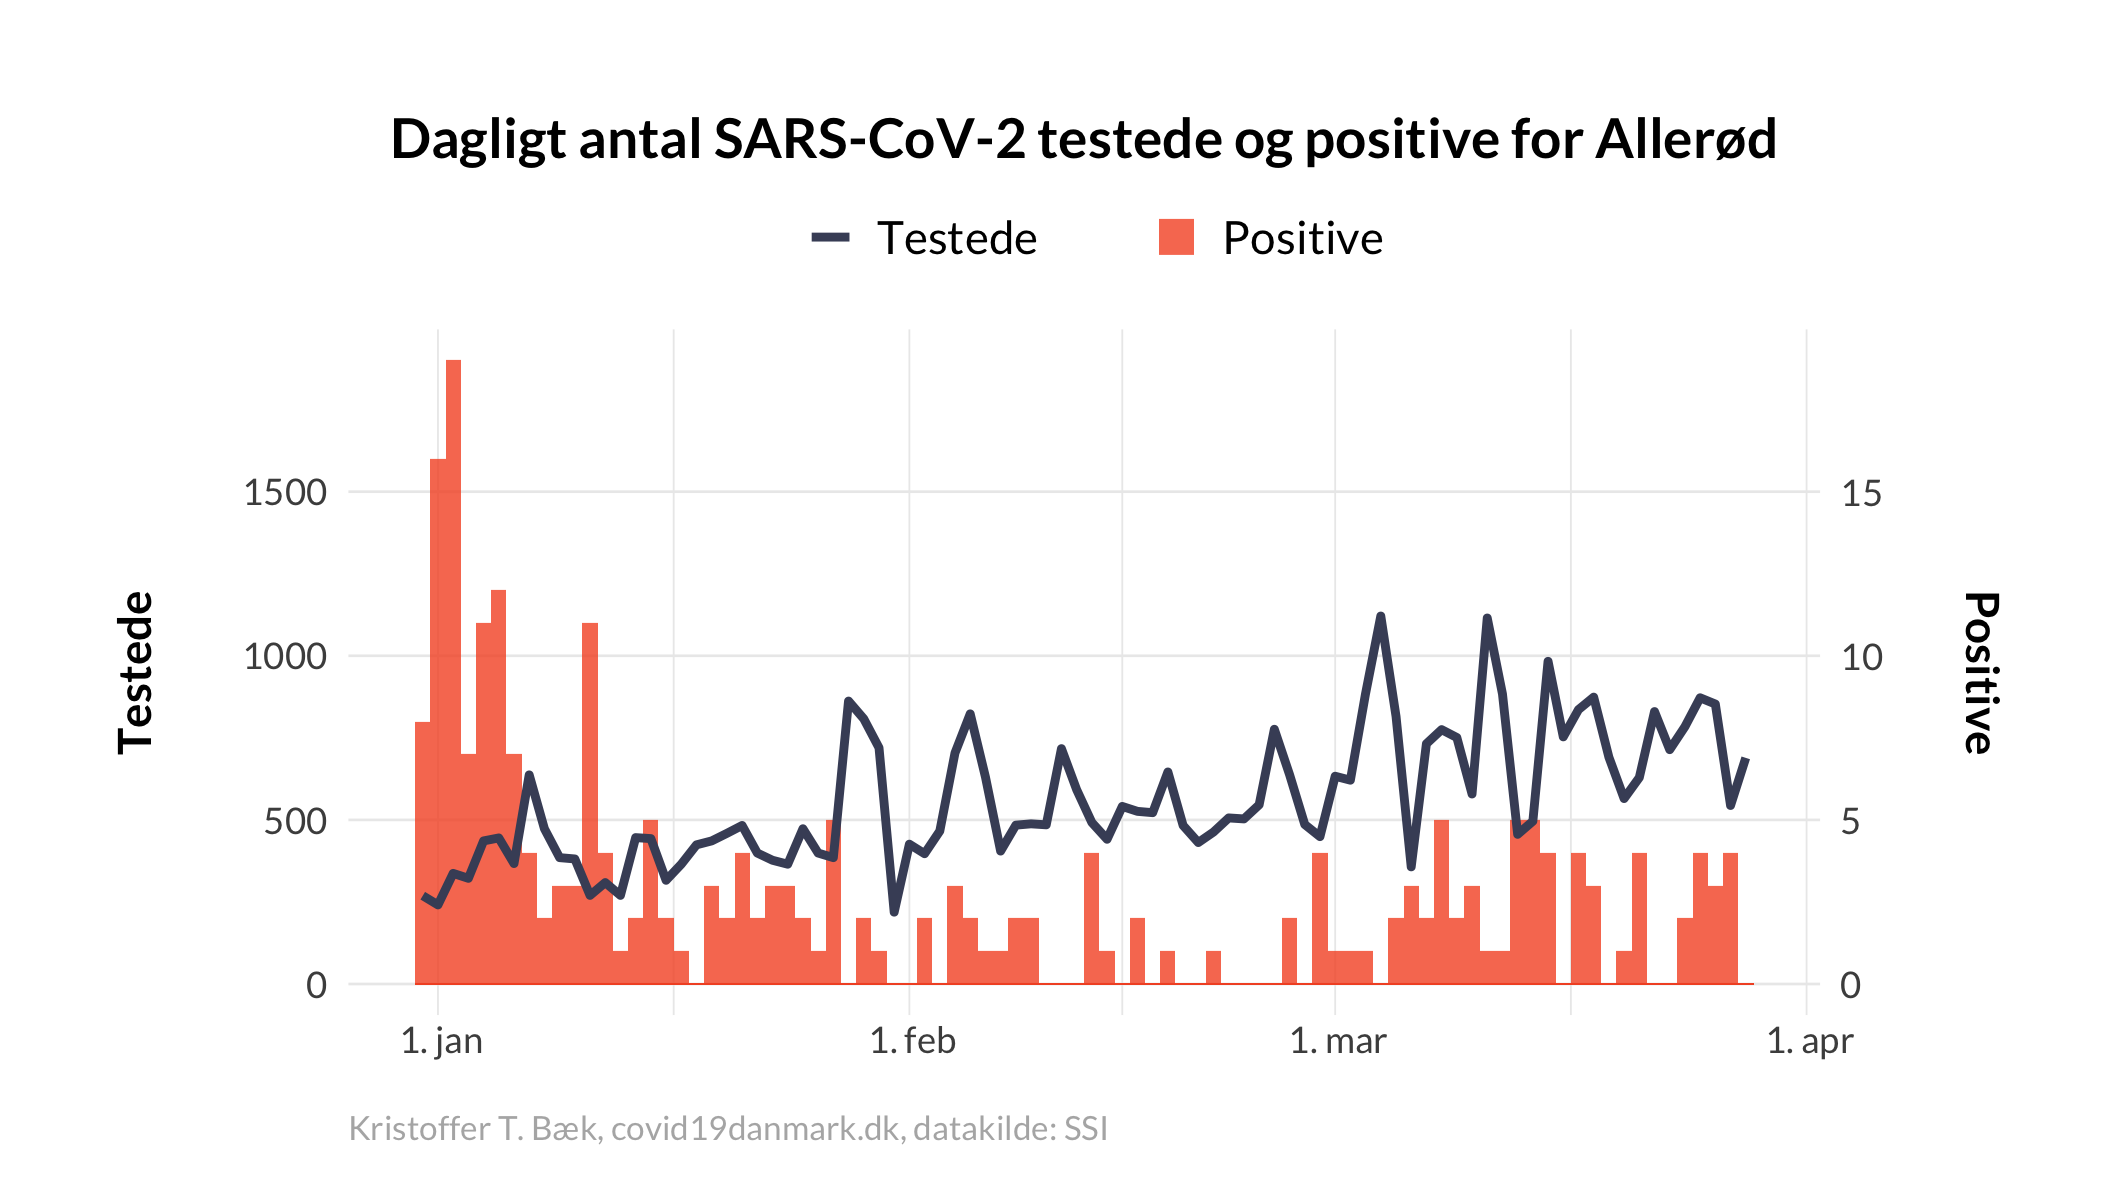 Dagligt antal SARS-CoV-2 testede og positive for Allerød
Testede
Positive
Testede
1500
1000
500
0
15
10
5
0
Positive
1. jan
1. feb
1. mar
1. apr
Kristoffer T. Bæk, covid19danmark.dk, datakilde: SSI